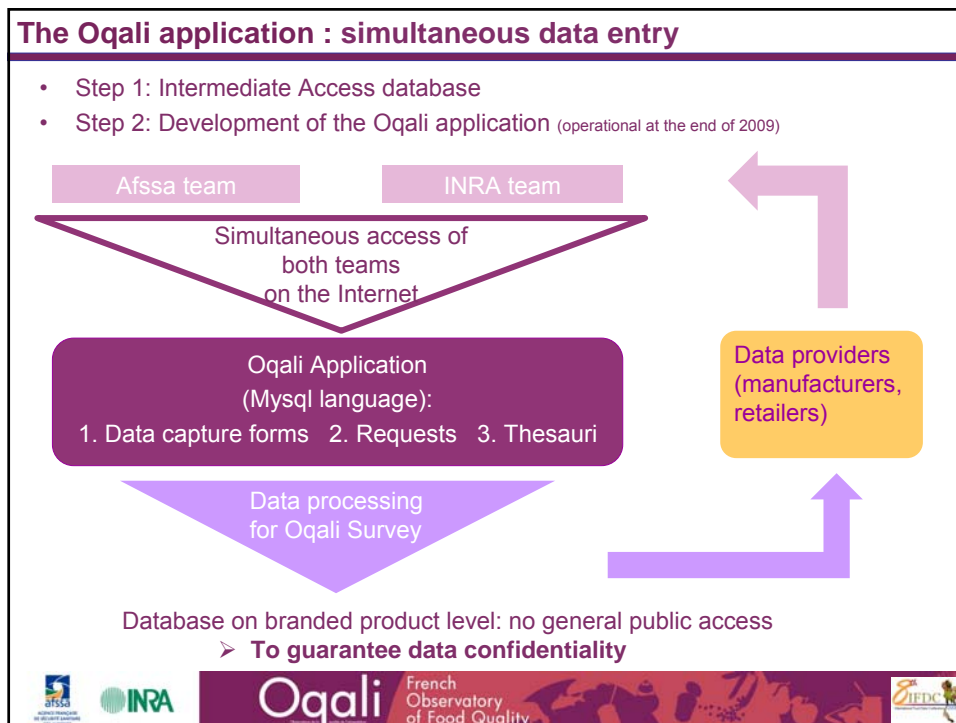 The Oqali application : simultaneous data entry
• Step 1: Intermediate Access database
• Step 2: Development of the Oqali application (operational at the end of 2009)
Afssa team
INRA team
Simultaneous access of
both teams
on the Internet
Oqali Application
(Mysql language):
1. Data capture forms 2. Requests 3. Thesauri
Data providers
(manufacturers,
retailers)
Data processing
for Oqali Survey
Database on branded product level: no general public access
➢ To guarantee data confidentiality
afssa
INRA
Oqali
French
Observatory
of Food Quality
8 IFDC